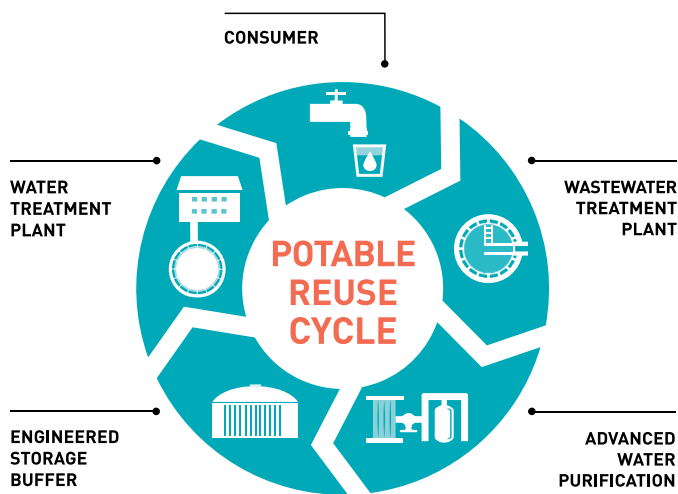 CONSUMER
WATER
TREATMENT
PLANT
WASTEWATER
TREATMENT
PLANT
POTABLE
REUSE
CYCLE
ENGINEERED
STORAGE
BUFFER
ADVANCED
WATER
PURIFICATION